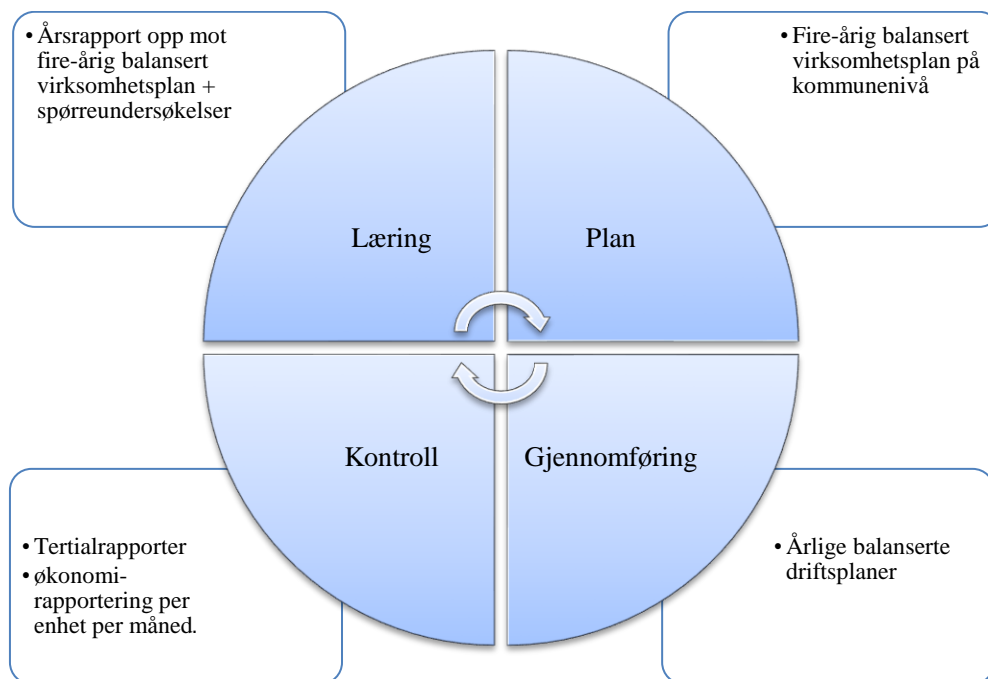 • Årsrapport opp mot
fire-årig balansert
virksomhetsplan +
spørreundersøkelser
• Fire-årig balansert
virksomhetsplan på
kommunenivå
Læring
Plan
Kontroll
Gjennomføring
• Tertialrapporter
• økonomi-
rapportering per
enhet per måned.
• Årlige balanserte
driftsplaner